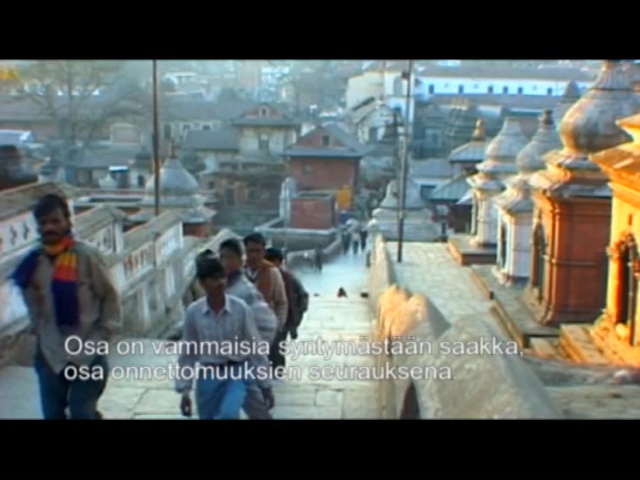 Osa on vammaisia syntymästään saakka,
osa onnettomuuksien seurauksena.